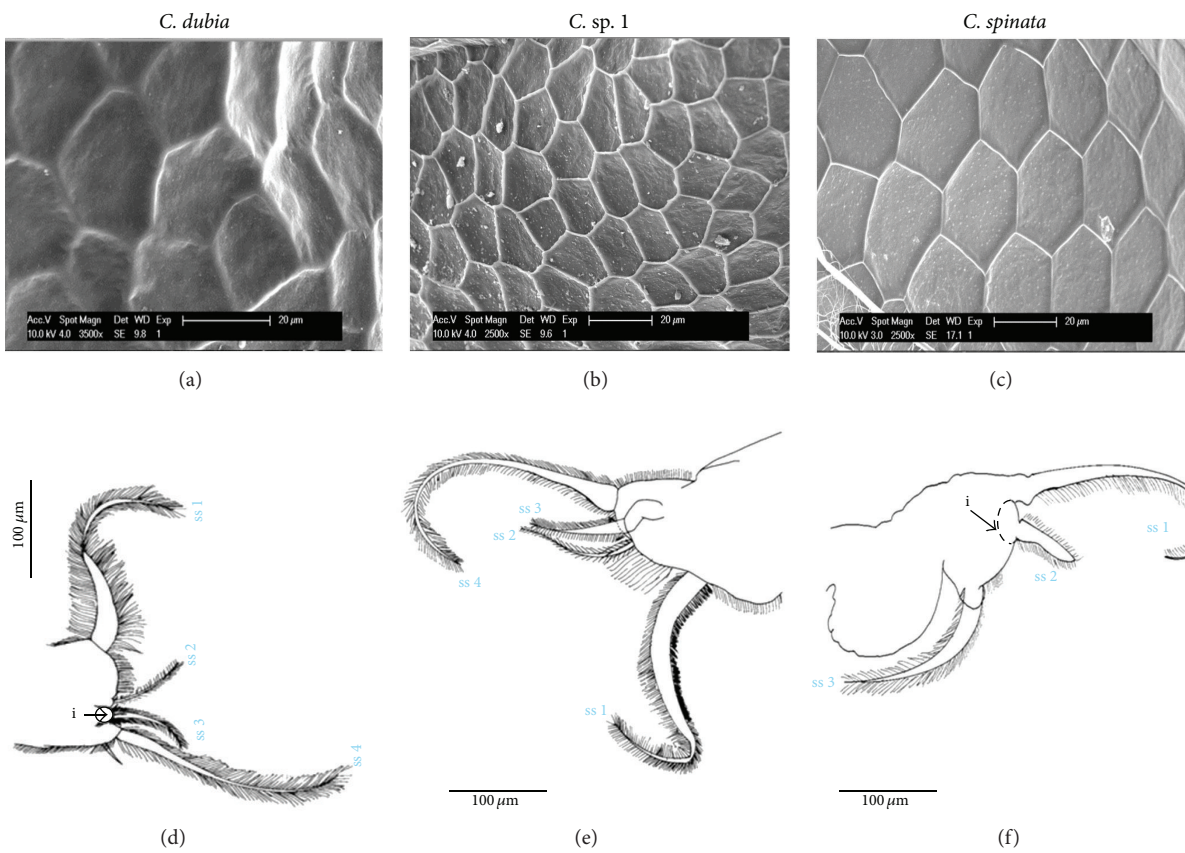 C. dubia
C. sp. 1
C. spinata
Acc.V Spot Magn Det WD Exp 20 µm
10.0 kV 4.0 3500x SE 9.8 1
Acc.V Spot Magn Det WD Exp 20 µm
10.0 kV 4.0 2500x SE 9.6 1
Acc.V Spot Magn Det WD Exp 20 µm
10.0 kV 3.0 2500x SE 17.1 1
(a)
(b)
(c)
100 µm
ss 1
ss 2
i
ss 3
ss 4
ss 3
ss 2
ss 4
ss 1
100 µm
i
ss 1
ss 2
ss 3
100 µm
(d)
(e)
(f)